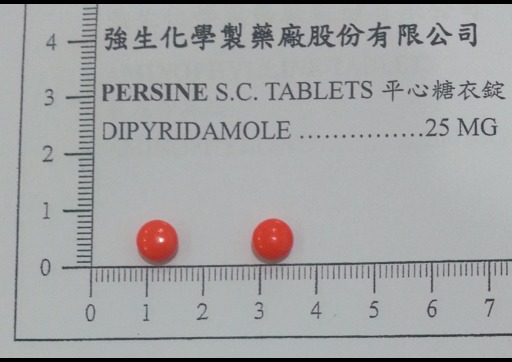 強生化學製藥廠股份有限公司
PERSINE S.C. TABLETS 平心糖衣錠
DIPYRIDAMOLE ...............25 MG
4
3
2
1
0
0 1 2 3 4 5 6 7